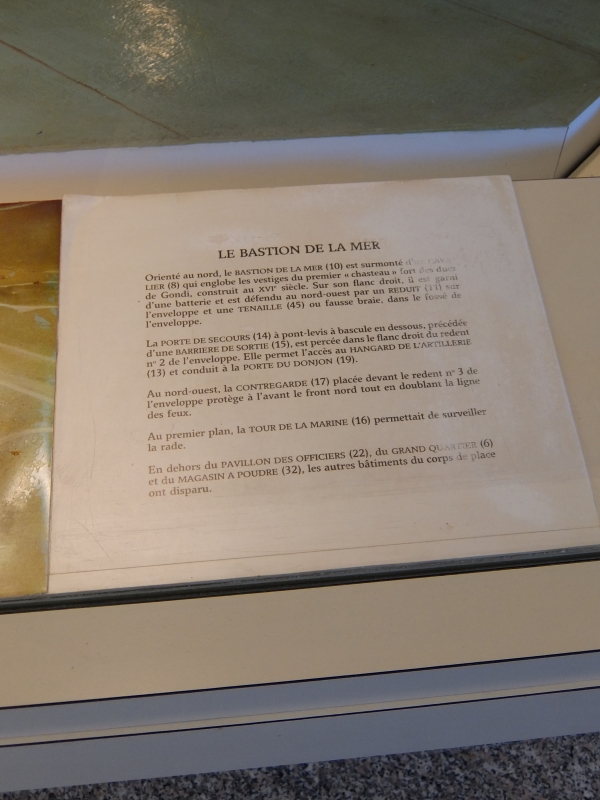 LE BASTION DE LA MER
Orienté au nord, le BASTION DE LA MER (10) est surmonté d'un CAVA-
LIER (8) qui englobe les vestiges du premier « chasteau » fort des ducs
de Gondi, construit au XVIe siècle. Sur son flanc droit, il est garni
d'une batterie et est défendu au nord-ouest par un REDUIT (11) sur
l'enveloppe et une TENAILLE (45) ou fausse braie, dans le fossé de
l'enveloppe.
La PORTE DE SECOURS (14) à pont-levis à bascule en dessous, précédée
d'une BARRIERE DE SORTIE (15), est percée dans le flanc droit du redent
n° 2 de l'enveloppe. Elle permet l'accès au HANGARD DE L'ARTILLERIE
(13) et conduit à la PORTE DU DONJON (19).
Au nord-ouest, la CONTREGARDE (17) placée devant le redent n° 3 de
l'enveloppe protège à l'avant le front nord tout en doublant la ligne
des feux.
Au premier plan, la TOUR DE LA MARINE (16) permettait de surveiller
la rade.
En dehors du PAVILLON DES OFFICIERS (22), du GRAND QUARTIER (6)
et du MAGASIN A POUDRE (32), les autres bâtiments du corps de place
ont disparu.